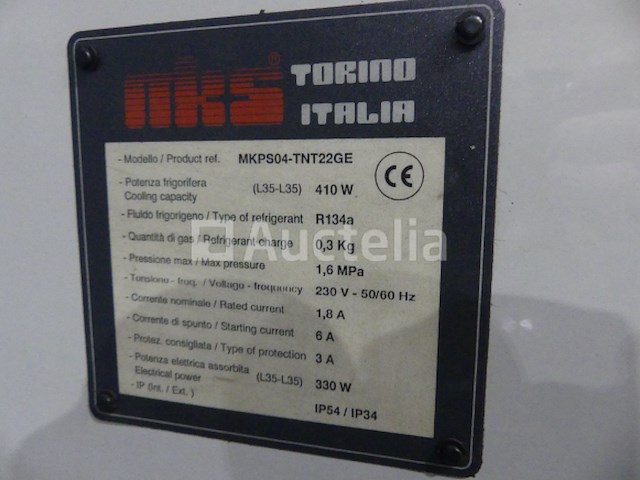 nks® TORINO
ITALIA
- Modello / Product ref. MKPS04-TNT22GE
CE
- Potenza frigorifera
Cooling capacity (L35-L35) 410 W
- Fluido frigorigeno / Type of refrigerant R134a
- Quantità di gas / Refrigerant charge 0,3 Kg
- Pressione max / Max pressure 1,6 MPa
- Tensione - freq. / Voltage - frequency 230 V - 50/60 Hz
- Corrente nominale / Rated current 1,8 A
- Corrente di spunto / Starting current 6 A
- Protez. consigliata / Type of protection 3 A
- Potenza elettrica assorbita
Electrical power (L35-L35) 330 W
- IP (Int. / Ext. ) IP54 / IP34
Auctelia